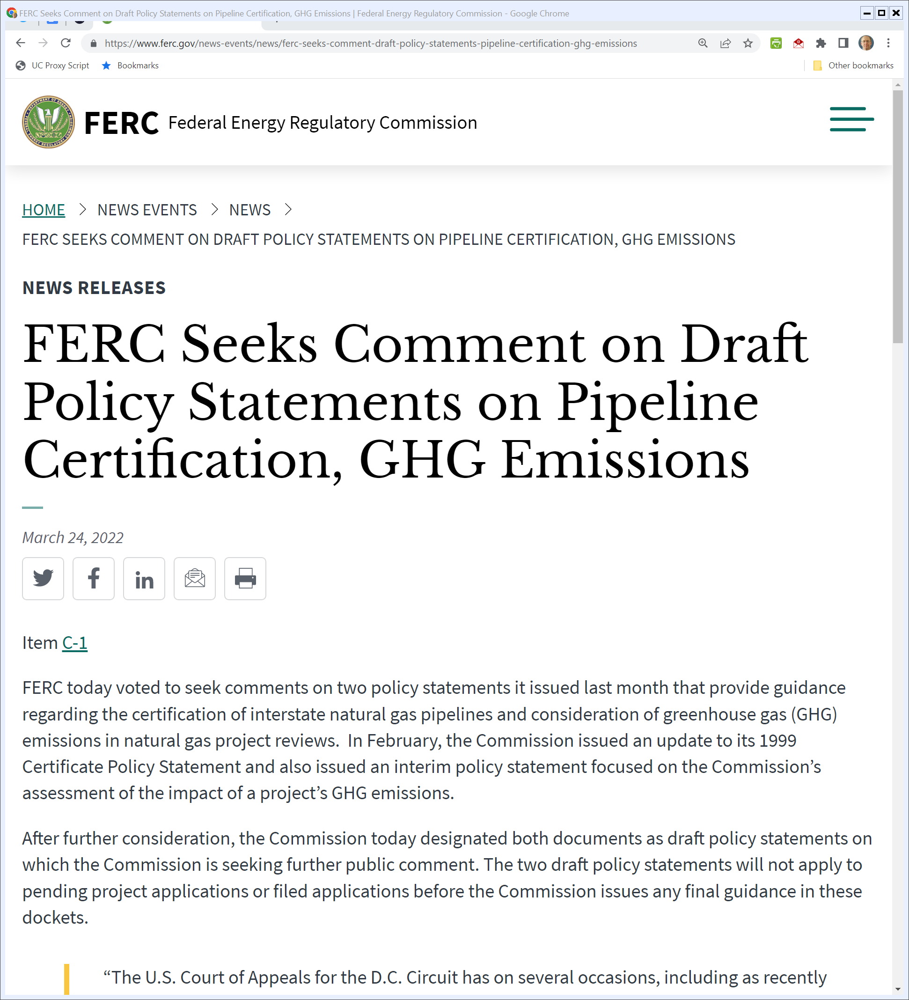 FERC Seeks Comment on Draft Policy Statements on Pipeline Certification, GHG Emissions | Federal Energy Regulatory Commission - Google Chrome
https://www.ferc.gov/news-events/news/ferc-seeks-comment-draft-policy-statements-pipeline-certification-ghg-emissions
UC Proxy Script Bookmarks Other bookmarks
FERC Federal Energy Regulatory Commission
HOME > NEWS EVENTS > NEWS >
FERC SEEKS COMMENT ON DRAFT POLICY STATEMENTS ON PIPELINE CERTIFICATION, GHG EMISSIONS
NEWS RELEASES
FERC Seeks Comment on Draft
Policy Statements on Pipeline
Certification, GHG Emissions
March 24, 2022
Item C-1
FERC today voted to seek comments on two policy statements it issued last month that provide guidance
regarding the certification of interstate natural gas pipelines and consideration of greenhouse gas (GHG)
emissions in natural gas project reviews.  In February, the Commission issued an update to its 1999
Certificate Policy Statement and also issued an interim policy statement focused on the Commission’s
assessment of the impact of a project’s GHG emissions.
After further consideration, the Commission today designated both documents as draft policy statements on
which the Commission is seeking further public comment. The two draft policy statements will not apply to
pending project applications or filed applications before the Commission issues any final guidance in these
dockets.
“The U.S. Court of Appeals for the D.C. Circuit has on several occasions, including as recently